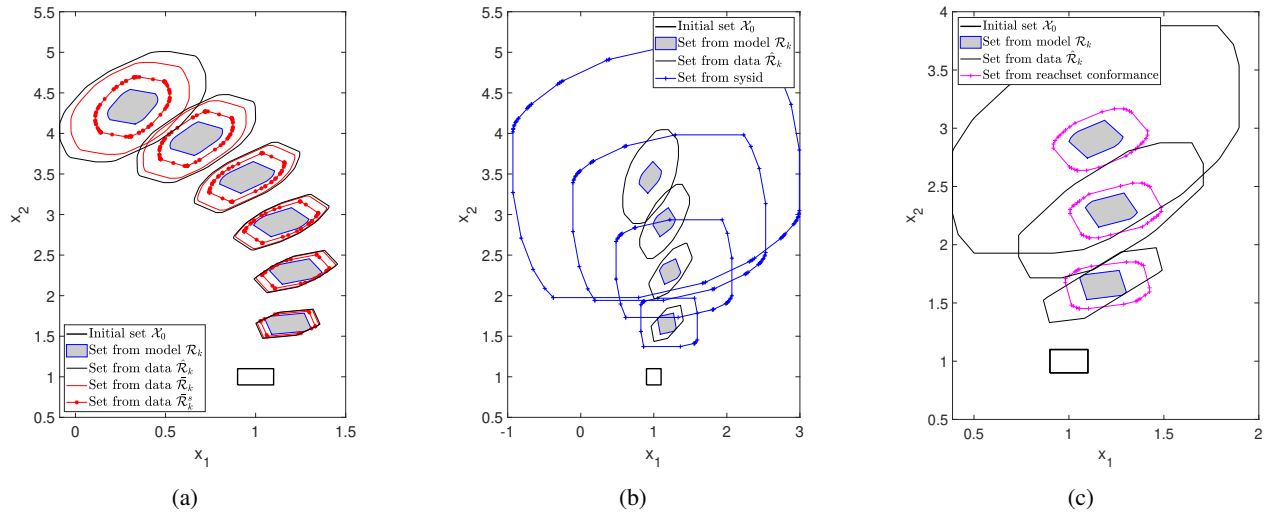 5.5
5
4.5
4
3.5
3
2.5
2
1.5
1
0.5
x₂
0
0.5
1
1.5
x₁
Initial set 𝒳₀
Set from model ℛₖ
Set from data ℛ̂ₖ
Set from data ℛ̄ₖ
Set from data ℛ̄ₖˢ
(a)
5.5
5
4.5
4
3.5
3
2.5
2
1.5
1
0.5
x₂
-1
0
1
2
3
x₁
Initial set 𝒳₀
Set from model ℛₖ
Set from data ℛ̂ₖ
Set from sysid
(b)
4
3.5
3
2.5
2
1.5
1
0.5
x₂
0.5
1
1.5
2
x₁
Initial set 𝒳₀
Set from model ℛₖ
Set from data ℛ̂ₖ
Set from reachset conformance
(c)